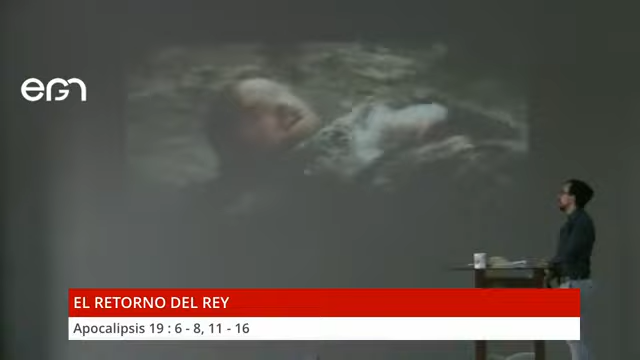 EGN
EL RETORNO DEL REY
Apocalipsis 19 : 6 - 8, 11 - 16